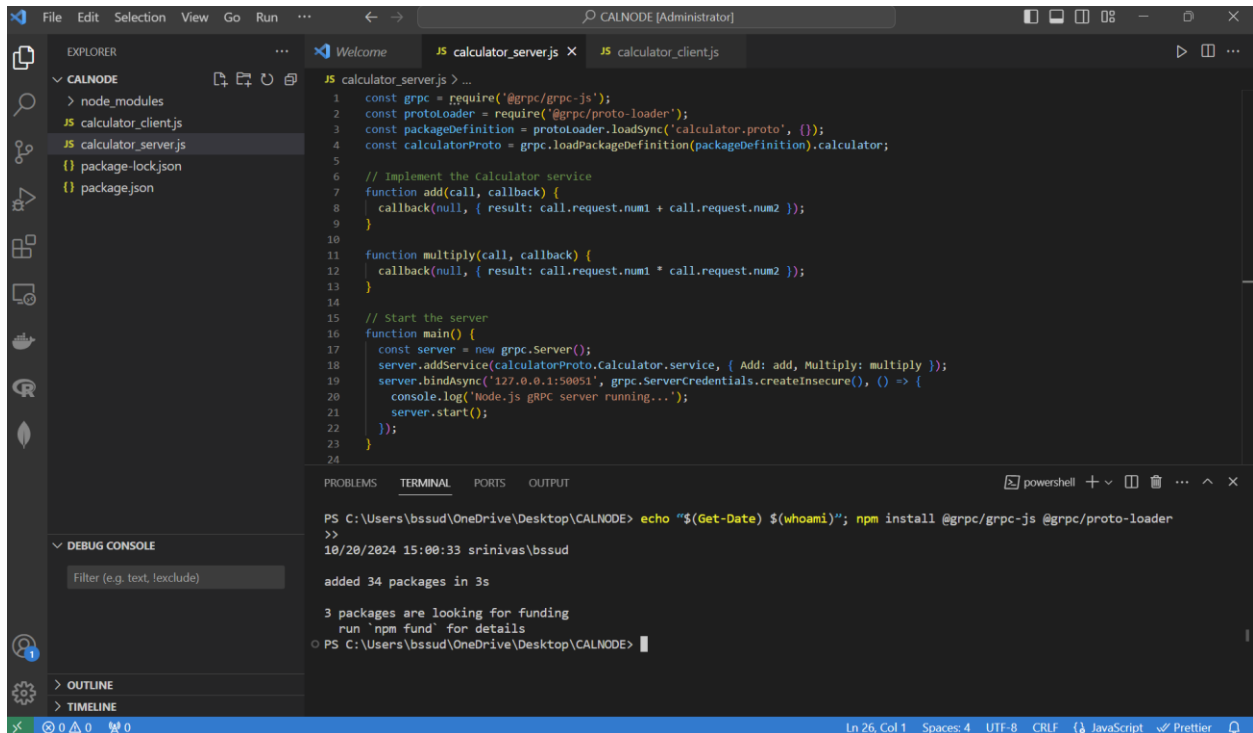 File Edit Selection View Go Run ··· CALNODE [Administrator]
EXPLORER ···
CALNODE
node_modules
JS calculator_client.js
JS calculator_server.js
{} package-lock.json
{} package.json
DEBUG CONSOLE
Filter (e.g. text, !exclude)
OUTLINE
TIMELINE
Welcome JS calculator_server.js JS calculator_client.js
JS calculator_server.js > ...
1 const grpc = require('@grpc/grpc-js');
2 const protoLoader = require('@grpc/proto-loader');
3 const packageDefinition = protoLoader.loadSync('calculator.proto', {});
4 const calculatorProto = grpc.loadPackageDefinition(packageDefinition).calculator;
5
6 // Implement the Calculator service
7 function add(call, callback) {
8 callback(null, { result: call.request.num1 + call.request.num2 });
9 }
10
11 function multiply(call, callback) {
12 callback(null, { result: call.request.num1 * call.request.num2 });
13 }
14
15 // Start the server
16 function main() {
17 const server = new grpc.Server();
18 server.addService(calculatorProto.Calculator.service, { Add: add, Multiply: multiply });
19 server.bindAsync('127.0.0.1:50051', grpc.ServerCredentials.createInsecure(), () => {
20 console.log('Node.js gRPC server running...');
21 server.start();
22 });
23 }
24
PROBLEMS TERMINAL PORTS OUTPUT powershell
PS C:\Users\bssud\OneDrive\Desktop\CALNODE> echo “$(Get-Date) $(whoami)”; npm install @grpc/grpc-js @grpc/proto-loader
>>
10/20/2024 15:00:33 srinivas\bssud
added 34 packages in 3s
3 packages are looking for funding
run `npm fund` for details
PS C:\Users\bssud\OneDrive\Desktop\CALNODE>
1
0 0 0 Ln 26, Col 1 Spaces: 4 UTF-8 CRLF {} JavaScript Prettier